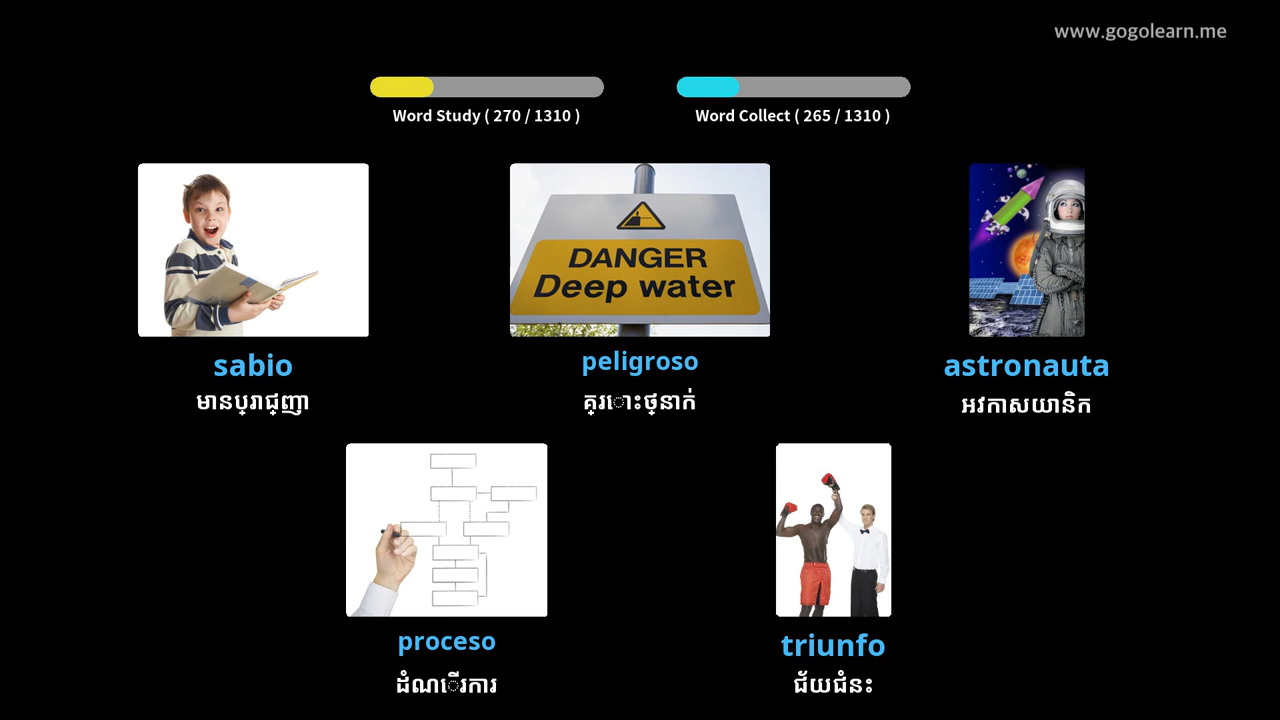 www.gogolearn.me
Word Study ( 270 / 1310 )
Word Collect ( 265 / 1310 )
DANGER
Deep water
sabio
peligroso
astronauta
មានប្រាជ្ញា
គ្រោះថ្នាក់
អវកាសយានិក
proceso
triunfo
ដំណើរការ
ជ័យជំនះ